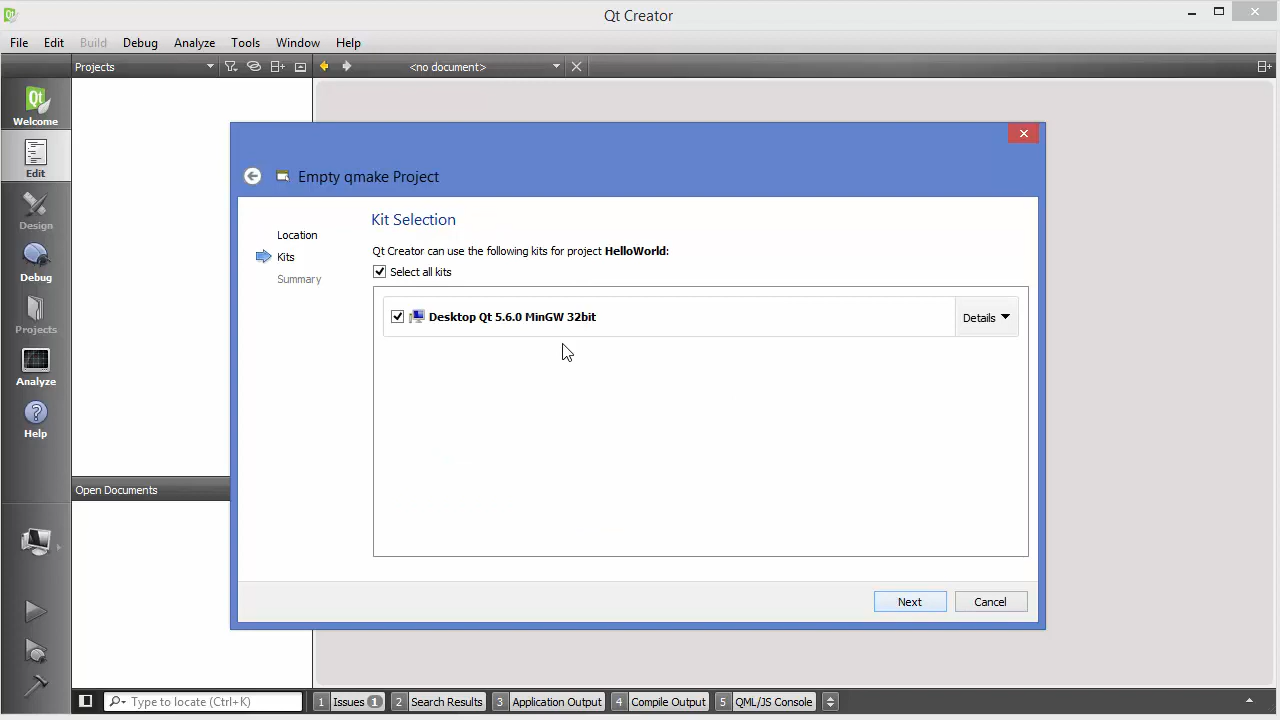 Qt Creator
File Edit Build Debug Analyze Tools Window Help
Projects <no document>
Welcome
Edit
Design
Debug
Projects
Analyze
Help
Empty qmake Project
Location
Kits
Summary
Kit Selection
Qt Creator can use the following kits for project HelloWorld:
Select all kits
Desktop Qt 5.6.0 MinGW 32bit Details
Next Cancel
Open Documents
Type to locate (Ctrl+K) 1 Issues 1 2 Search Results 3 Application Output 4 Compile Output 5 QML/JS Console